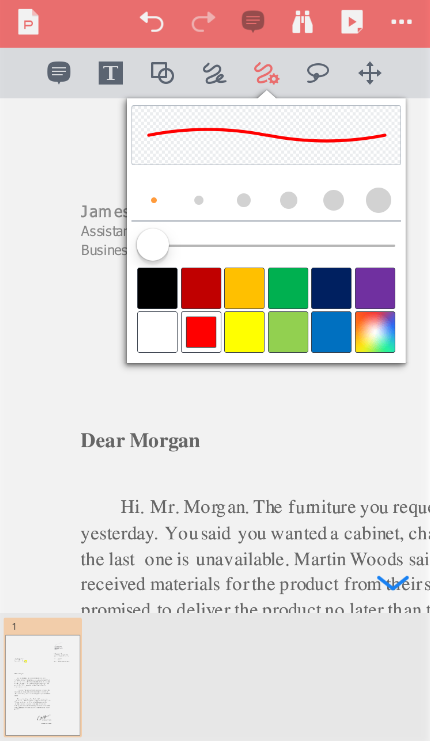 P
T
James
Assistan
Busines
Dear Morgan
Hi. Mr. Morgan. The furniture you reque
yesterday. You said you wanted a cabinet, cha
the last one is unavailable. Martin Woods sai
received materials for the product from theirs
promised to deliver the product no later than t
1